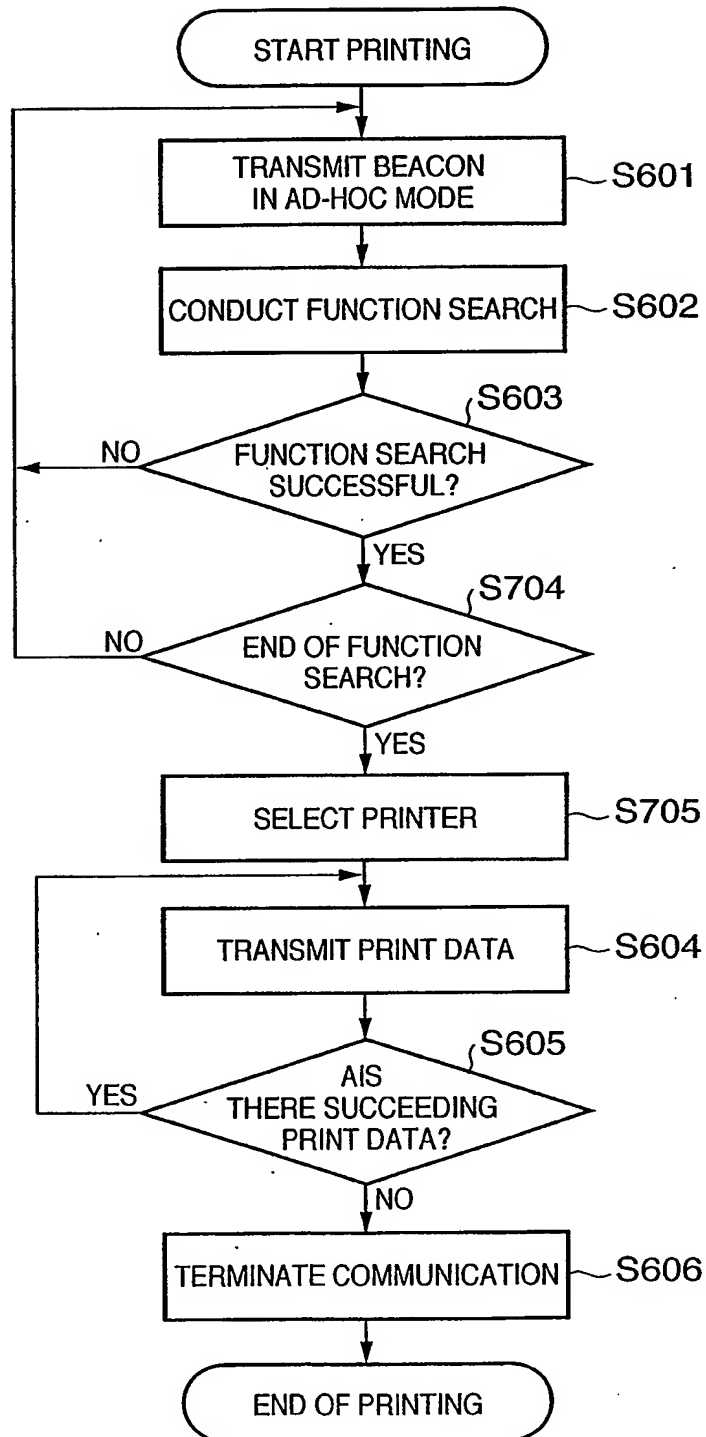 START PRINTING
TRANSMIT BEACON
IN AD-HOC MODE
S601
CONDUCT FUNCTION SEARCH
S602
S603
NO
FUNCTION SEARCH
SUCCESSFUL?
YES
S704
NO
END OF FUNCTION
SEARCH?
YES
SELECT PRINTER
S705
TRANSMIT PRINT DATA
S604
S605
AIS
YES
THERE SUCCEEDING
PRINT DATA?
NO
TERMINATE COMMUNICATION
S606
END OF PRINTING